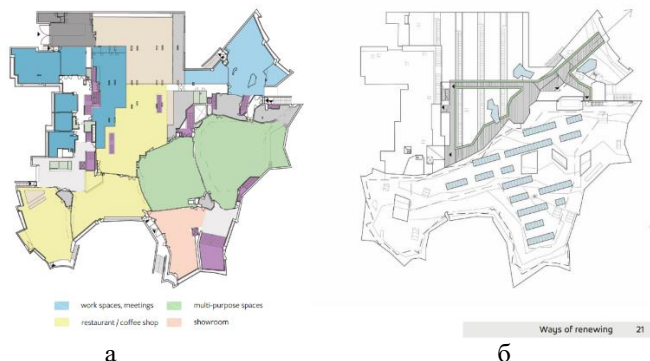 work spaces, meetings
multi-purpose spaces
restaurant / coffee shop
showroom
Ways of renewing 21
а
б